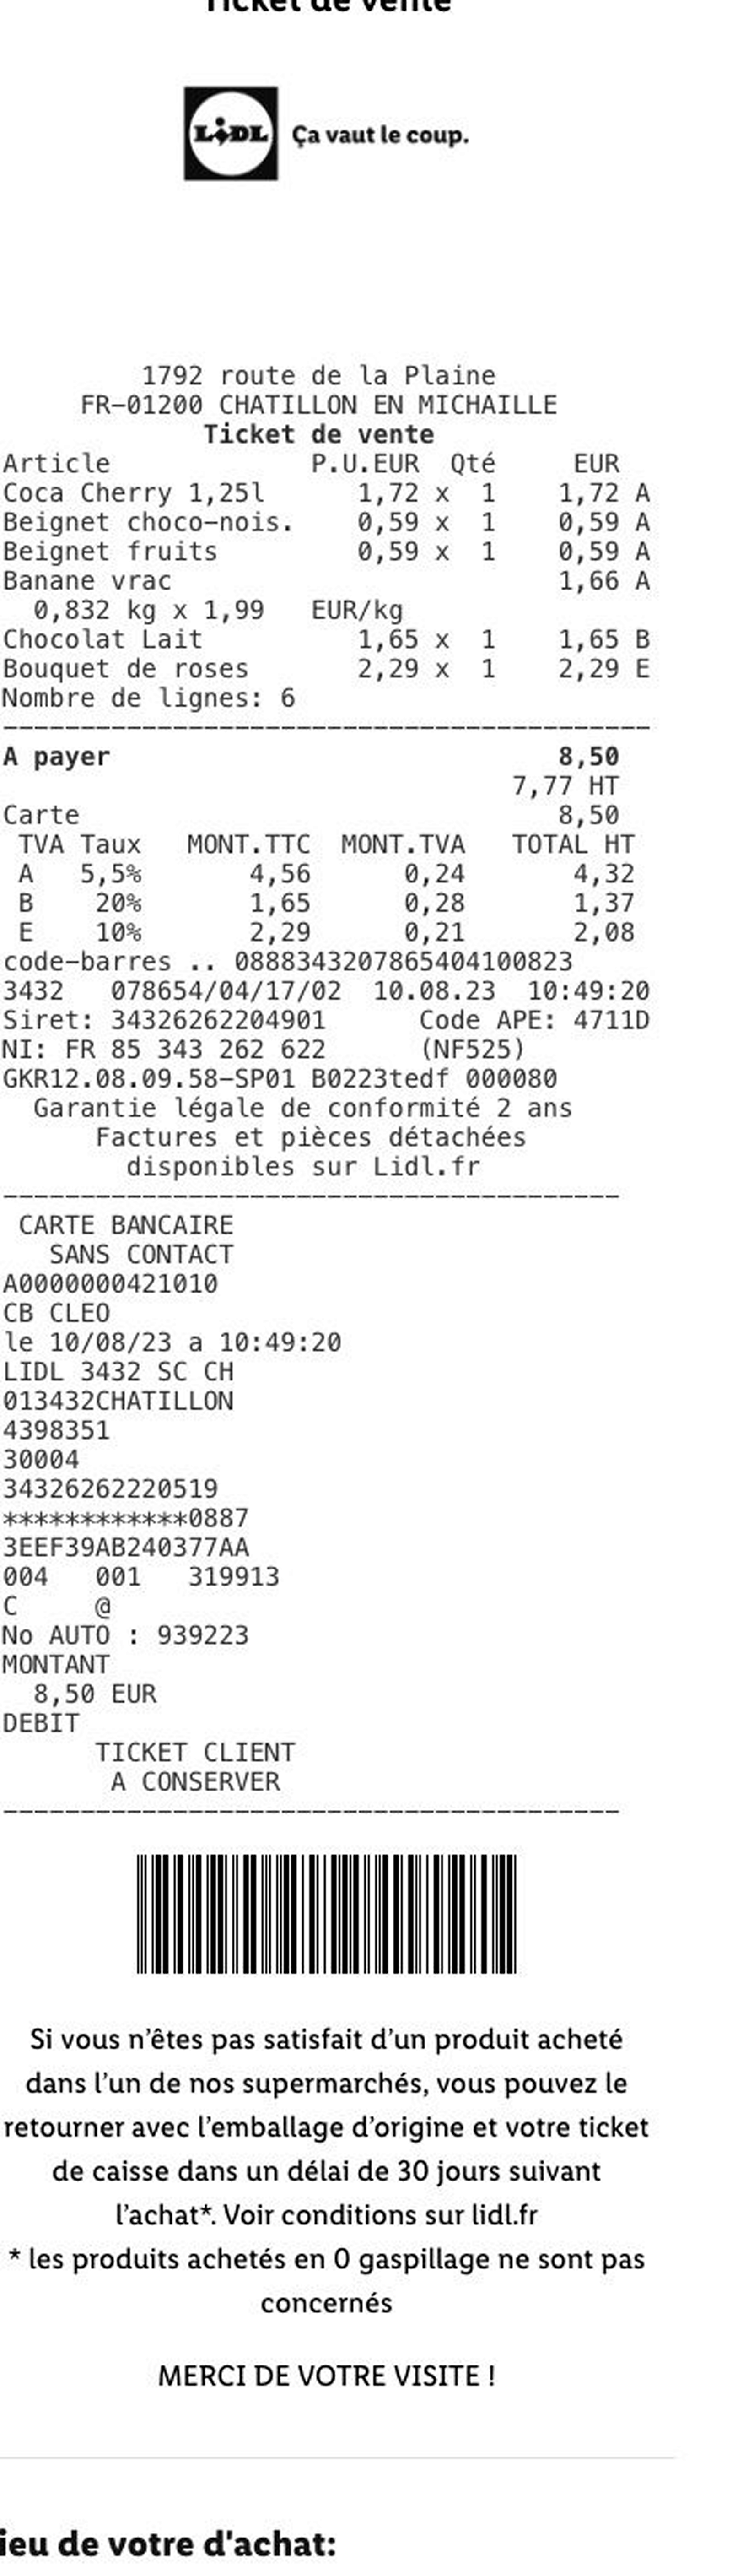 Ticket de vente
LIDL Ça vaut le coup.
1792 route de la Plaine
FR-01200 CHATILLON EN MICHAILLE
Ticket de vente
Article P.U.EUR Qté EUR
Coca Cherry 1,25l 1,72 x 1 1,72 A
Beignet choco-nois. 0,59 x 1 0,59 A
Beignet fruits 0,59 x 1 0,59 A
Banane vrac 1,66 A
0,832 kg x 1,99 EUR/kg
Chocolat Lait 1,65 x 1 1,65 B
Bouquet de roses 2,29 x 1 2,29 E
Nombre de lignes: 6
------------------------------------------
A payer 8,50
7,77 HT
Carte 8,50
TVA Taux MONT.TTC MONT.TVA TOTAL HT
A 5,5% 4,56 0,24 4,32
B 20% 1,65 0,28 1,37
E 10% 2,29 0,21 2,08
code-barres .. 0888343207865404100823
3432 078654/04/17/02 10.08.23 10:49:20
Siret: 34326262204901 Code APE: 4711D
NI: FR 85 343 262 622 (NF525)
GKR12.08.09.58-SP01 B0223tedf 000080
Garantie légale de conformité 2 ans
Factures et pièces détachées
disponibles sur Lidl.fr
----------------------------------------
CARTE BANCAIRE
SANS CONTACT
A0000000421010
CB CLEO
le 10/08/23 a 10:49:20
LIDL 3432 SC CH
013432CHATILLON
4398351
30004
34326262220519
************0887
3EEF39AB240377AA
004 001 319913
C @
No AUTO : 939223
MONTANT
8,50 EUR
DEBIT
TICKET CLIENT
A CONSERVER
----------------------------------------
Si vous n'êtes pas satisfait d'un produit acheté
dans l'un de nos supermarchés, vous pouvez le
retourner avec l'emballage d'origine et votre ticket
de caisse dans un délai de 30 jours suivant
l'achat*. Voir conditions sur lidl.fr
* les produits achetés en 0 gaspillage ne sont pas
concernés
MERCI DE VOTRE VISITE !
ieu de votre d'achat: